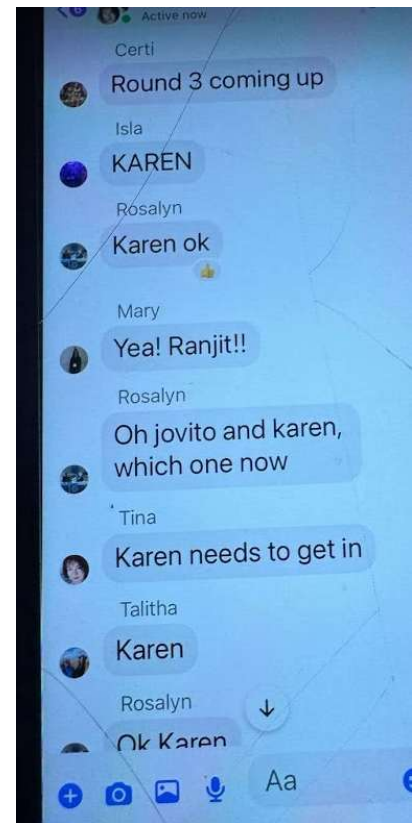 Active now
Certi
Round 3 coming up
Isla
KAREN
Rosalyn
Karen ok
Mary
Yea! Ranjit!!
Rosalyn
Oh jovito and karen,
which one now
Tina
Karen needs to get in
Talitha
Karen
Rosalyn
Ok Karen
Aa